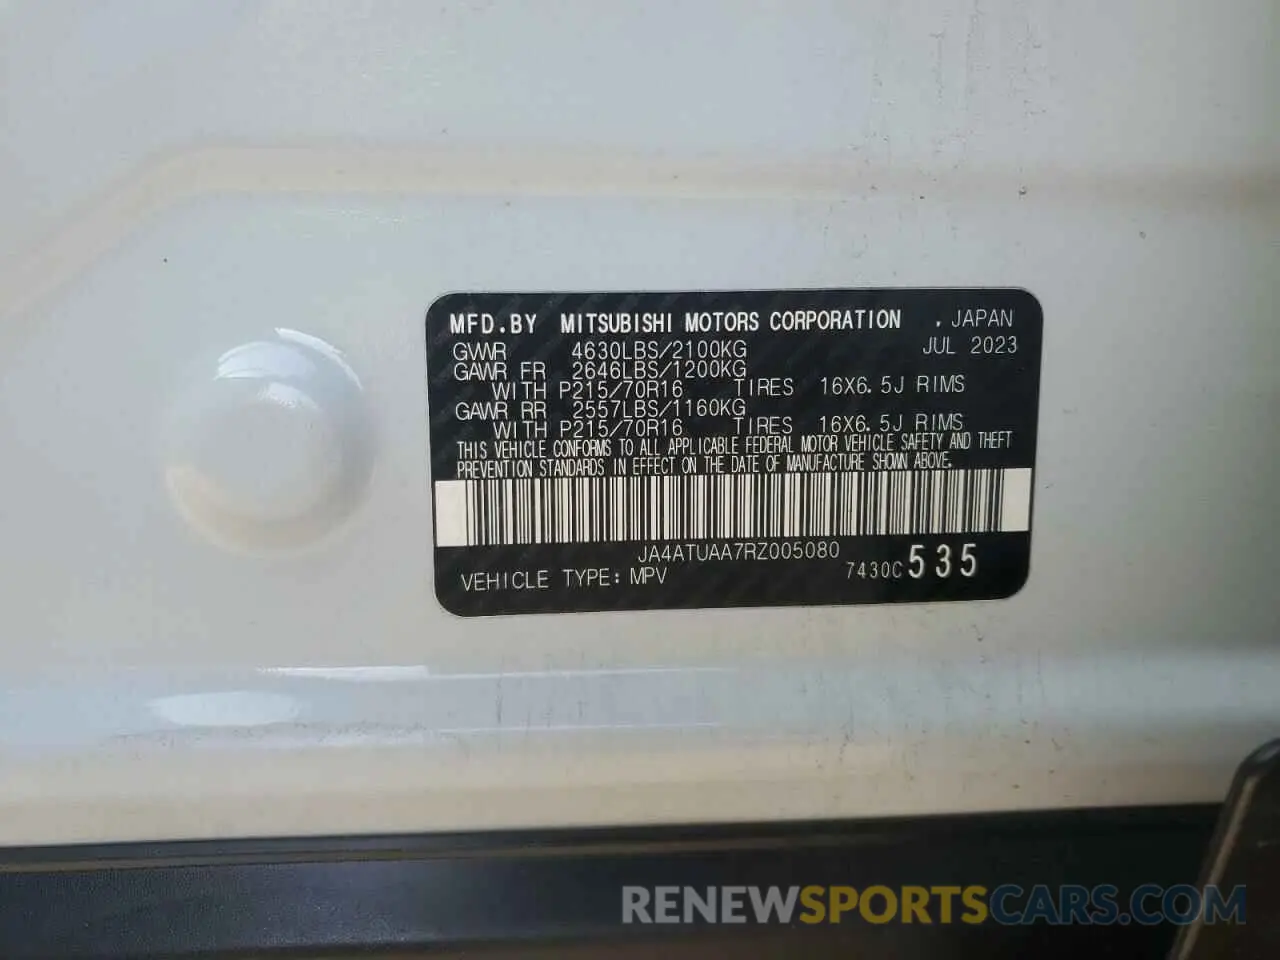 MFD.BY MITSUBISHI MOTORS CORPORATION . JAPAN
GVWR 4630LBS/2100KG JUL 2023
GAWR FR 2646LBS/1200KG
WITH P215/70R16 TIRES 16X6.5J RIMS
GAWR RR 2557LBS/1160KG
WITH P215/70R16 TIRES 16X6.5J RIMS
THIS VEHICLE CONFORMS TO ALL APPLICABLE FEDERAL MOTOR VEHICLE SAFETY AND THEFT
PREVENTION STANDARDS IN EFFECT ON THE DATE OF MANUFACTURE SHOWN ABOVE.
JA4ATUAA7RZ005080
VEHICLE TYPE: MPV 7430C 535
RENEWSPORTSCARS.COM